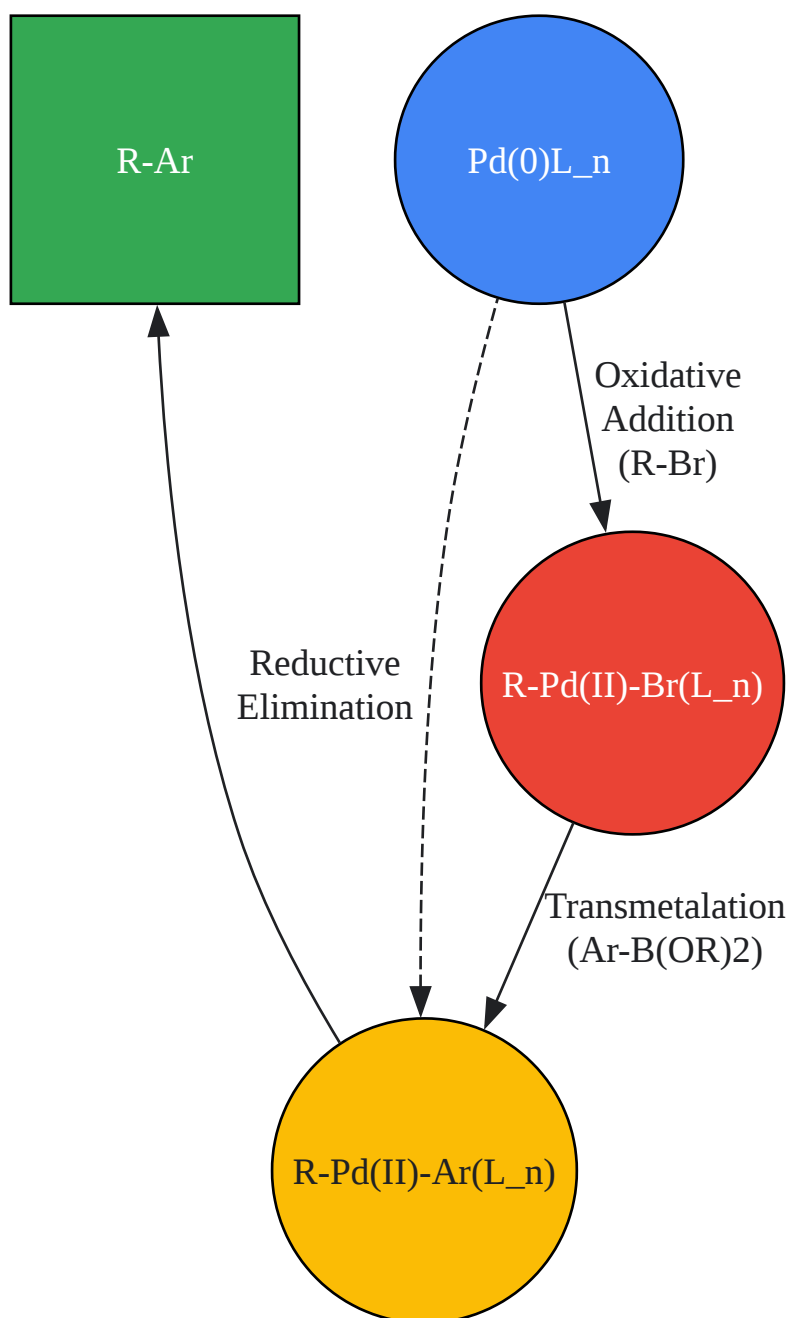 R-Ar
Pd(0)L_n
Oxidative
Addition
(R-Br)
Reductive
Elimination
R-Pd(II)-Br(L_n)
Transmetalation
(Ar-B(OR)2)
R-Pd(II)-Ar(L_n)